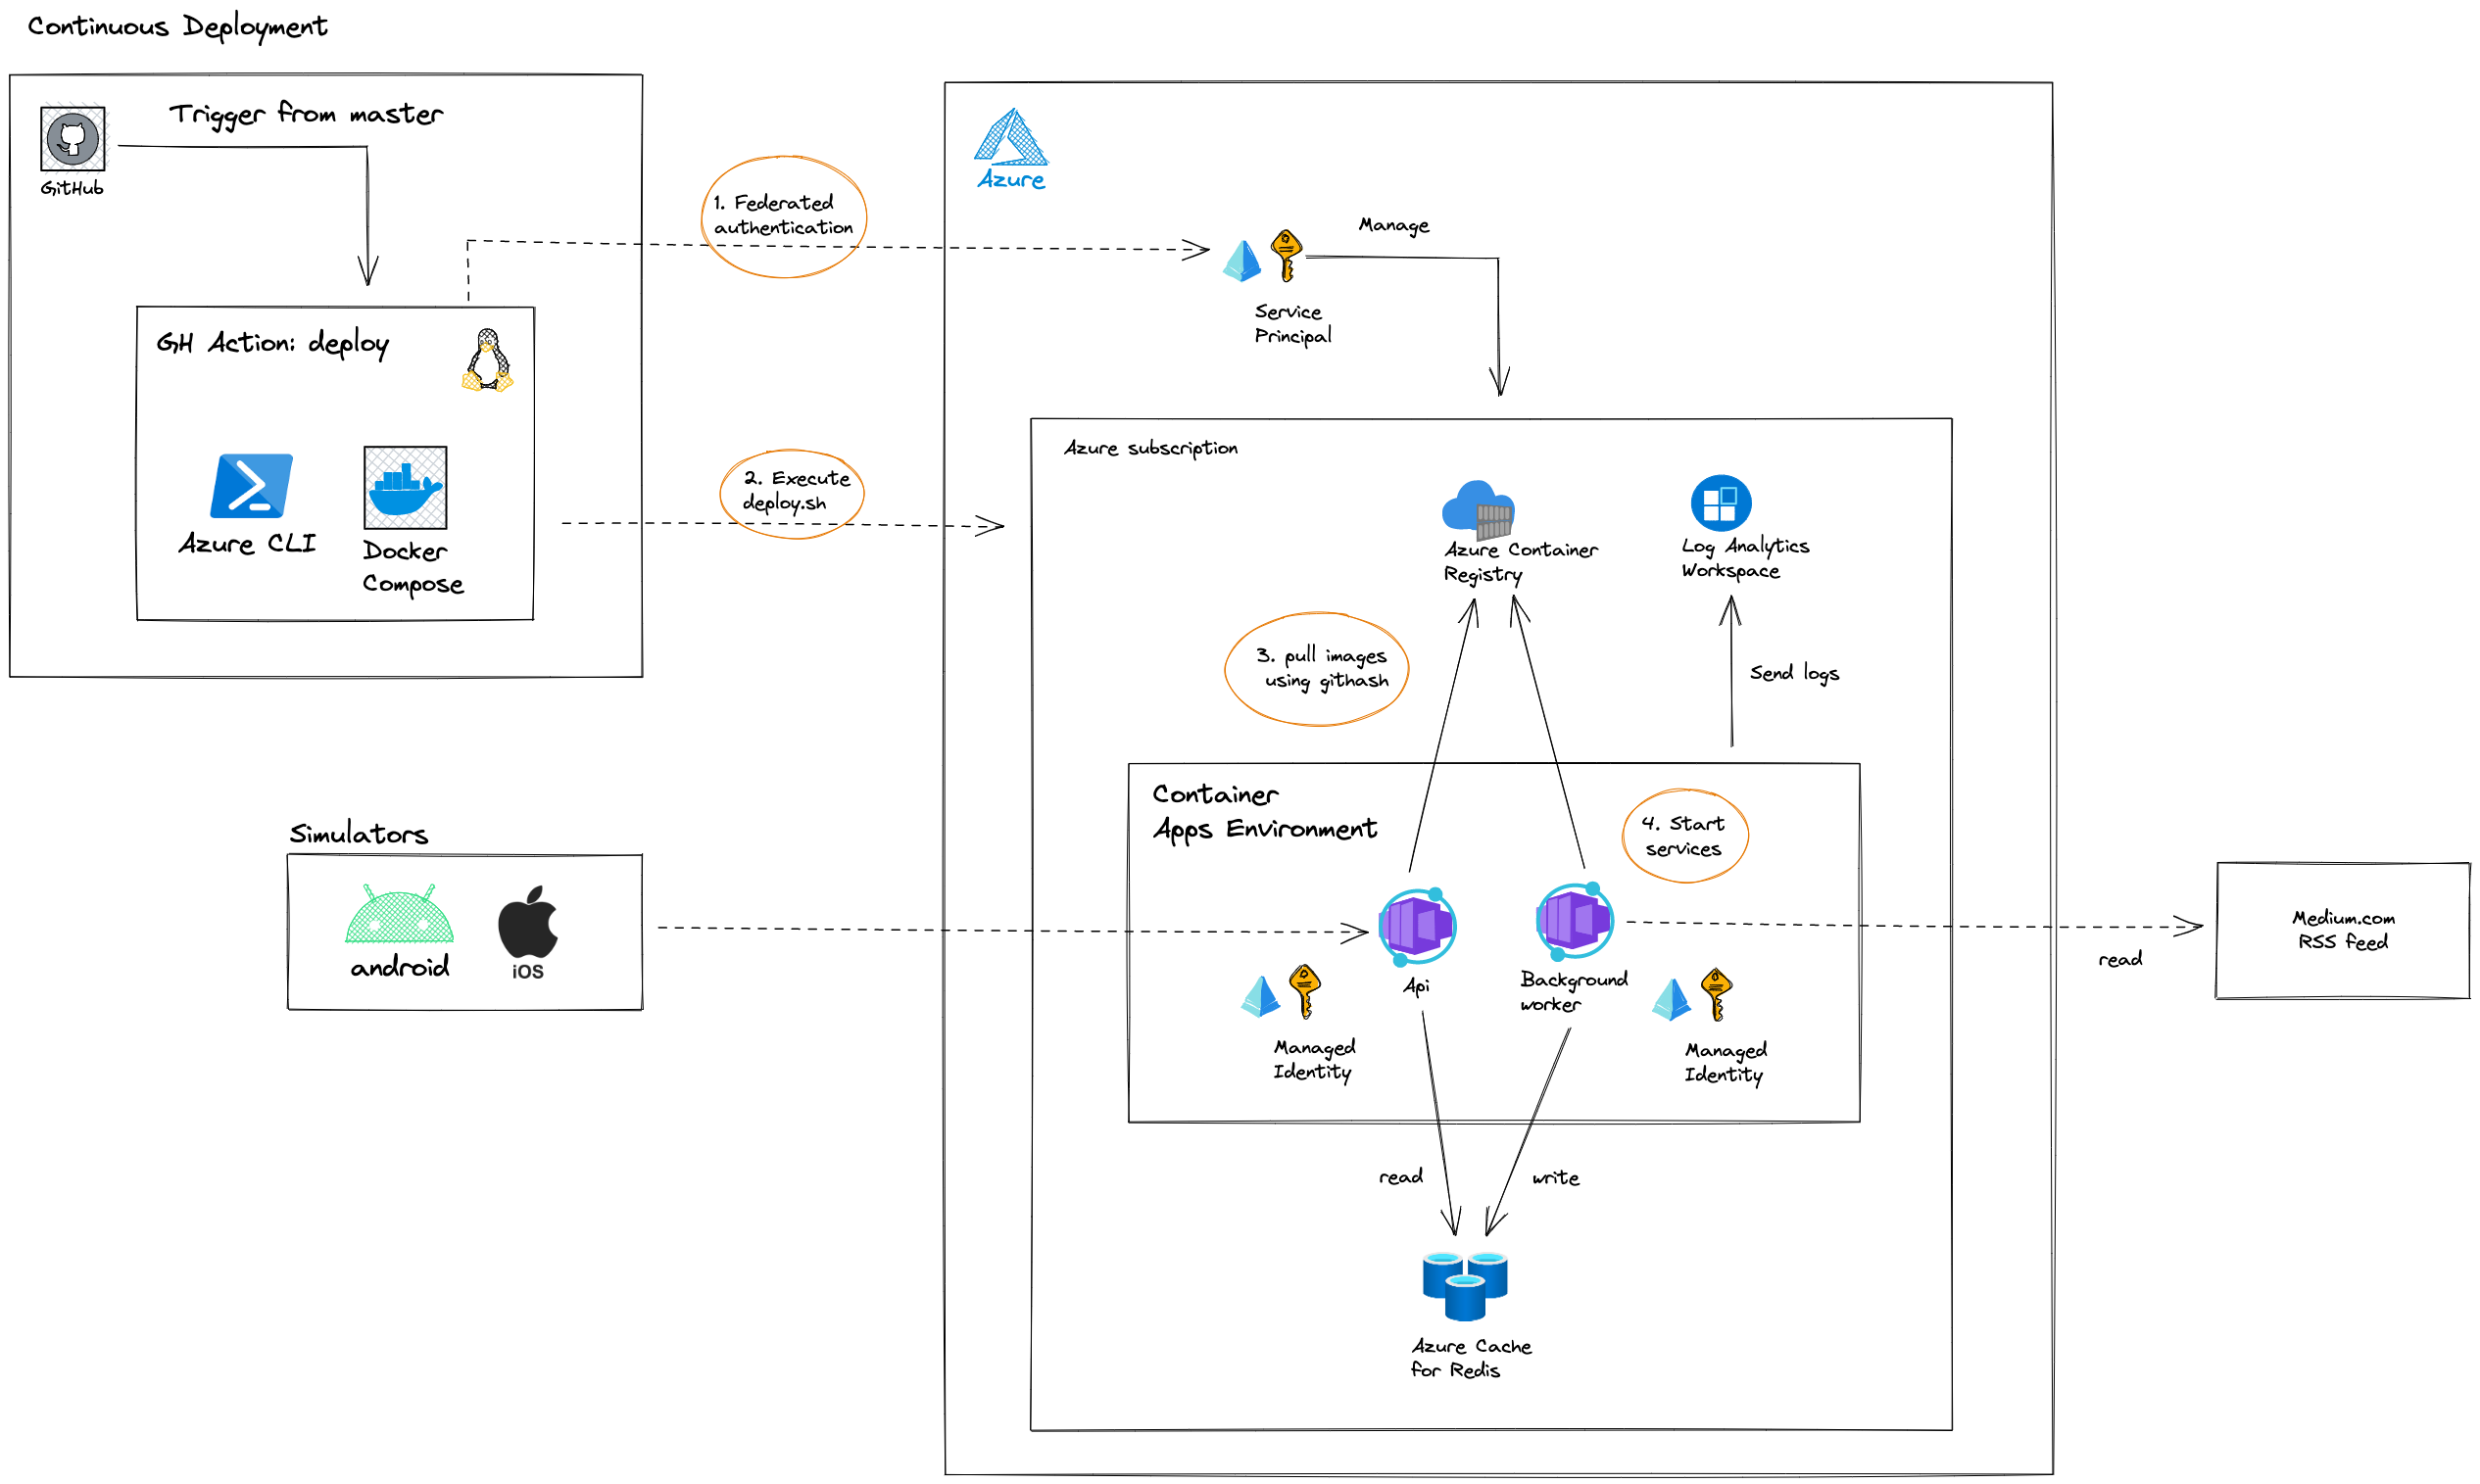 Continuous Deployment
Trigger from master
GitHub
GH Action: deploy
Azure CLI
Docker
Compose
1. Federated
authentication
2. Execute
deploy.sh
Azure
Manage
Service
Principal
Azure subscription
Azure Container
Registry
Log Analytics
Workspace
3. pull images
using githash
Send logs
Container
Apps Environment
4. Start
services
Simulators
android
iOS
Api
Background
worker
Managed
Identity
Managed
Identity
read
Medium.com
RSS feed
read
write
Azure Cache
for Redis